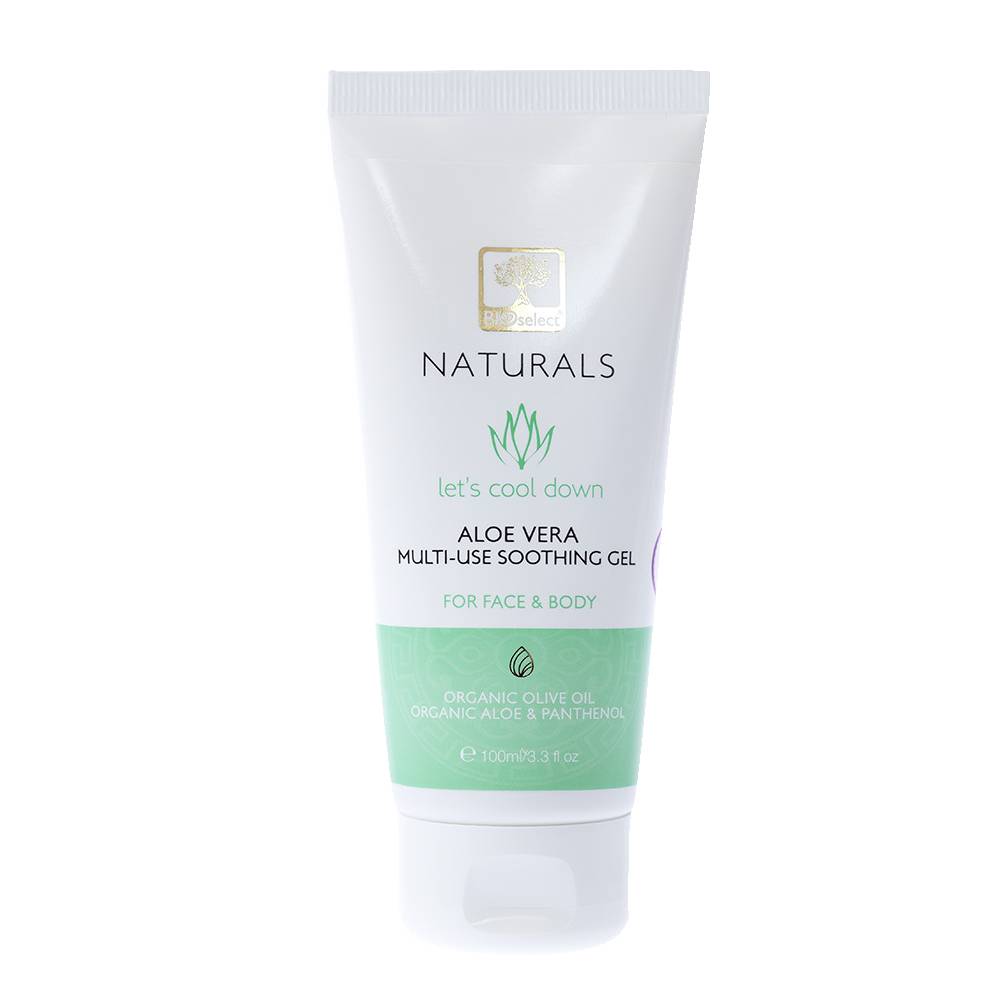 BIOselect®
NATURALS
let's cool down
ALOE VERA
MULTI-USE SOOTHING GEL
FOR FACE & BODY
ORGANIC OLIVE OIL
ORGANIC ALOE & PANTHENOL
℮ 100ml/3.3 fl oz